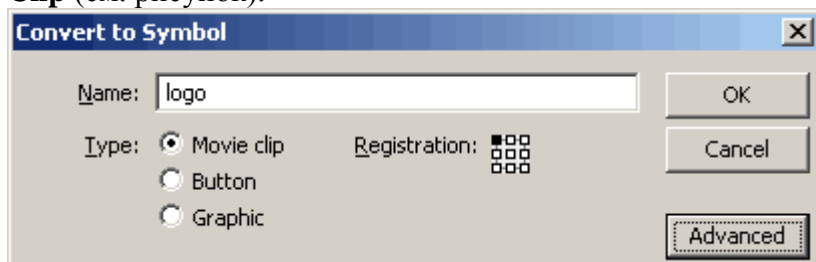 Clip (см. рисунок).
Convert to Symbol
Name: logo OK
Type: Movie clip Registration: Cancel
Button
Graphic
Advanced